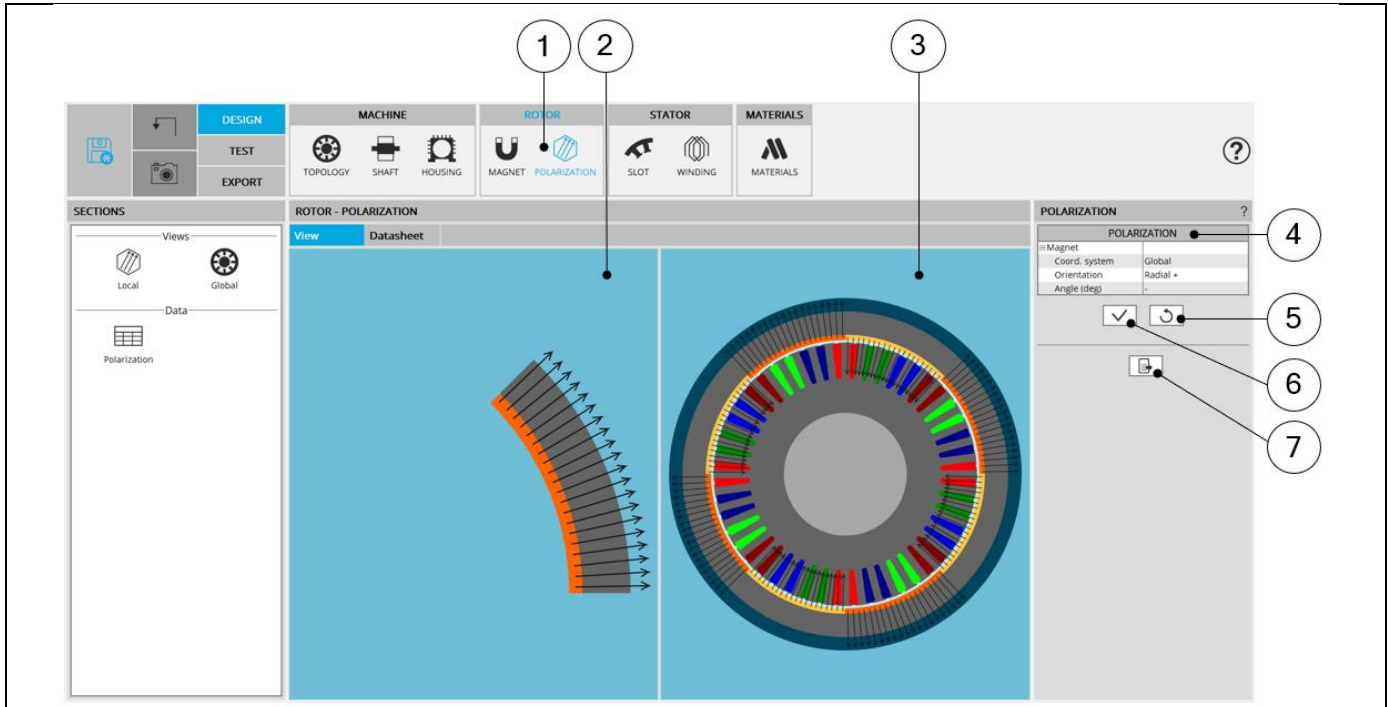 1 2 3
DESIGN MACHINE ROTOR STATOR MATERIALS
TEST
TOPOLOGY SHAFT HOUSING MAGNET POLARIZATION SLOT WINDING MATERIALS ?
EXPORT
SECTIONS ROTOR - POLARIZATION POLARIZATION ?
Views View Datasheet POLARIZATION 4
Magnet
Coord. system Global
Local Global Orientation Radial +
Angle (deg) -
Data 5
Polarization 6
7